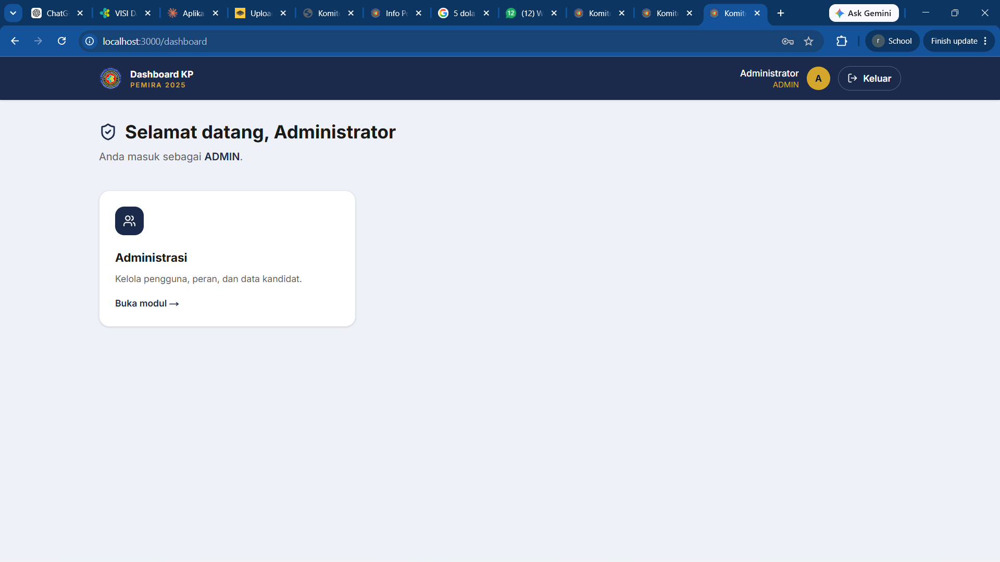 ChatG
VISI D
Aplika
Uploa
Komit
Info P
5 dola
12
(12) W
Komit
Komit
Komit
Ask Gemini
localhost:3000/dashboard
r
School
Finish update
Dashboard KP
PEMIRA 2025
Administrator
ADMIN
A
Keluar
Selamat datang, Administrator
Anda masuk sebagai ADMIN.
Administrasi
Kelola pengguna, peran, dan data kandidat.
Buka modul →